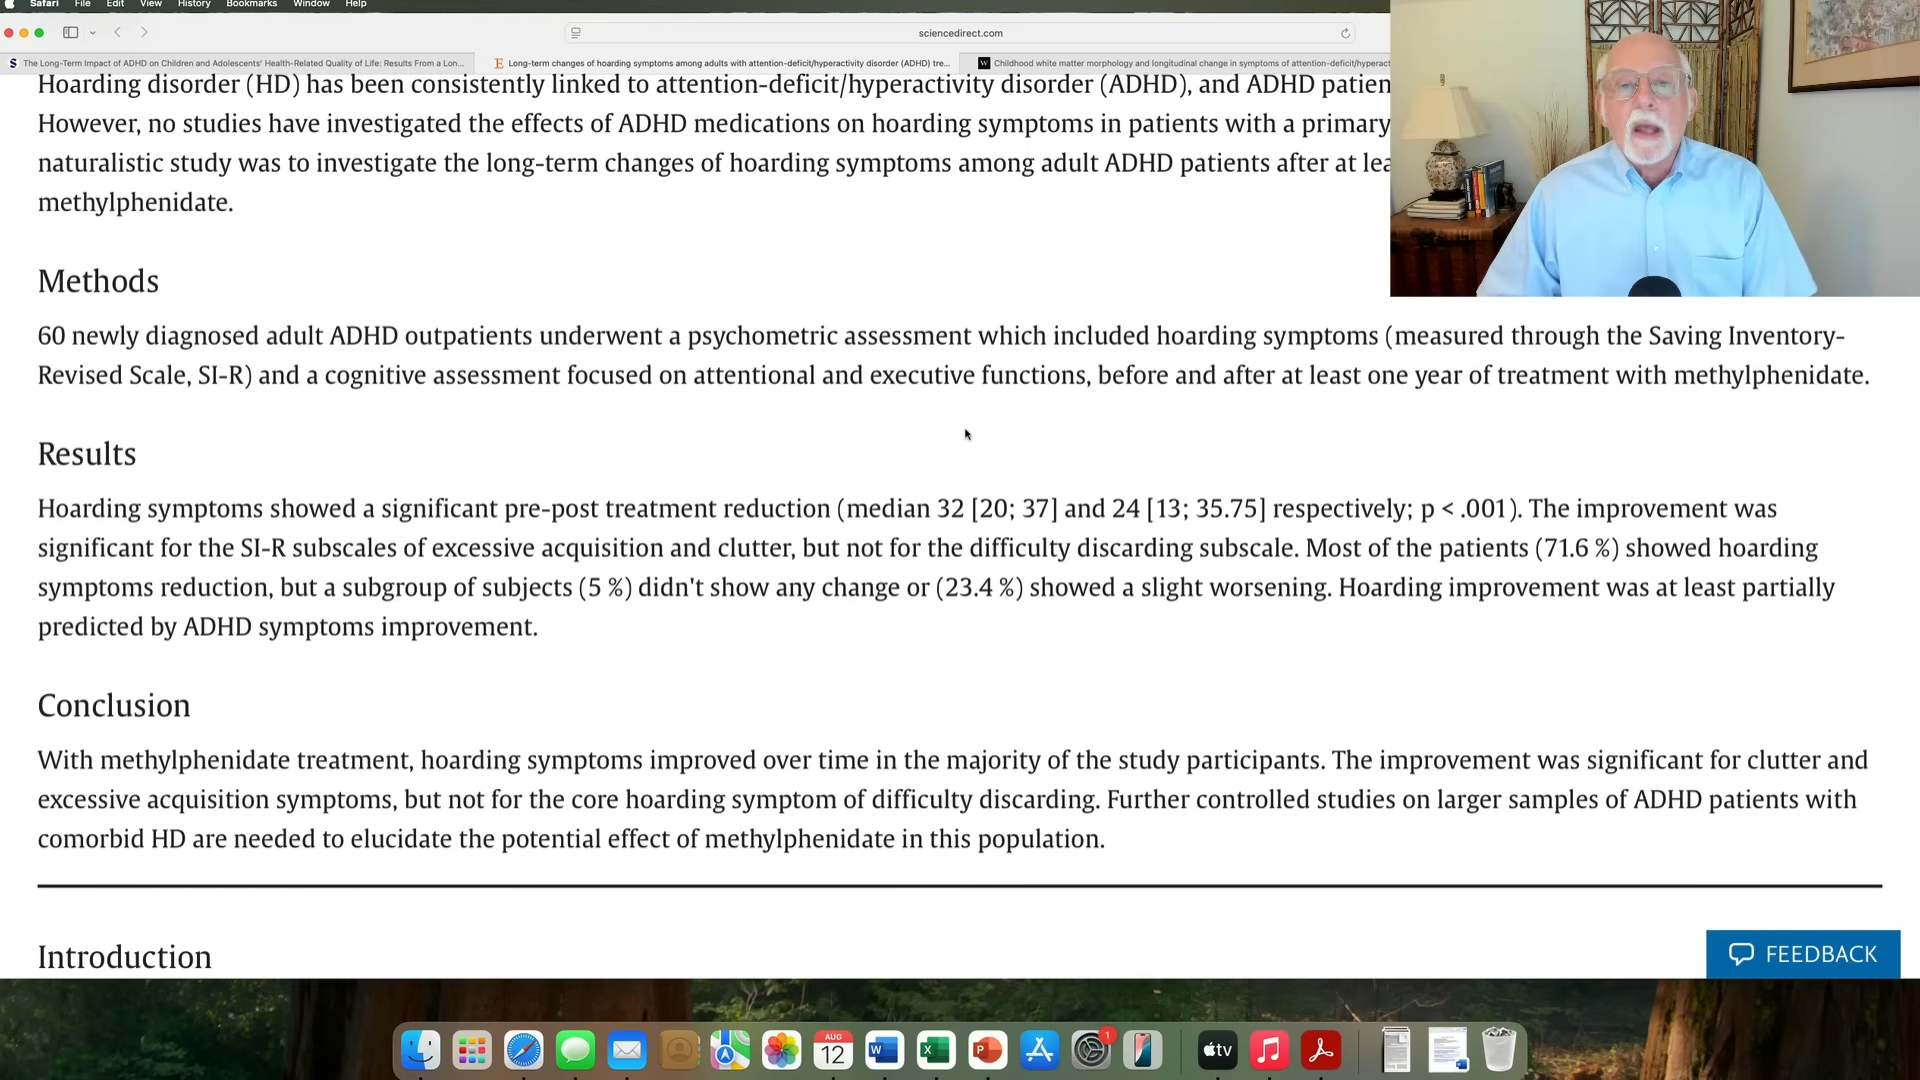 Safari File Edit View History Bookmarks Window Help
sciencedirect.com
S The Long-Term Impact of ADHD on Children and Adolescents' Health-Related Quality of Life: Results From a Lon...
E Long-term changes of hoarding symptoms among adults with attention-deficit/hyperactivity disorder (ADHD) tre...
W Childhood white matter morphology and longitudinal change in symptoms of attention-deficit/hyperact
Hoarding disorder (HD) has been consistently linked to attention-deficit/hyperactivity disorder (ADHD), and ADHD patien
However, no studies have investigated the effects of ADHD medications on hoarding symptoms in patients with a primary
naturalistic study was to investigate the long-term changes of hoarding symptoms among adult ADHD patients after at lea
methylphenidate.
Methods
60 newly diagnosed adult ADHD outpatients underwent a psychometric assessment which included hoarding symptoms (measured through the Saving Inventory-
Revised Scale, SI-R) and a cognitive assessment focused on attentional and executive functions, before and after at least one year of treatment with methylphenidate.
Results
Hoarding symptoms showed a significant pre-post treatment reduction (median 32 [20; 37] and 24 [13; 35.75] respectively; p < .001). The improvement was
significant for the SI-R subscales of excessive acquisition and clutter, but not for the difficulty discarding subscale. Most of the patients (71.6 %) showed hoarding
symptoms reduction, but a subgroup of subjects (5 %) didn't show any change or (23.4 %) showed a slight worsening. Hoarding improvement was at least partially
predicted by ADHD symptoms improvement.
Conclusion
With methylphenidate treatment, hoarding symptoms improved over time in the majority of the study participants. The improvement was significant for clutter and
excessive acquisition symptoms, but not for the core hoarding symptom of difficulty discarding. Further controlled studies on larger samples of ADHD patients with
comorbid HD are needed to elucidate the potential effect of methylphenidate in this population.
Introduction
FEEDBACK
AUG
12
W
X
P
1
tv